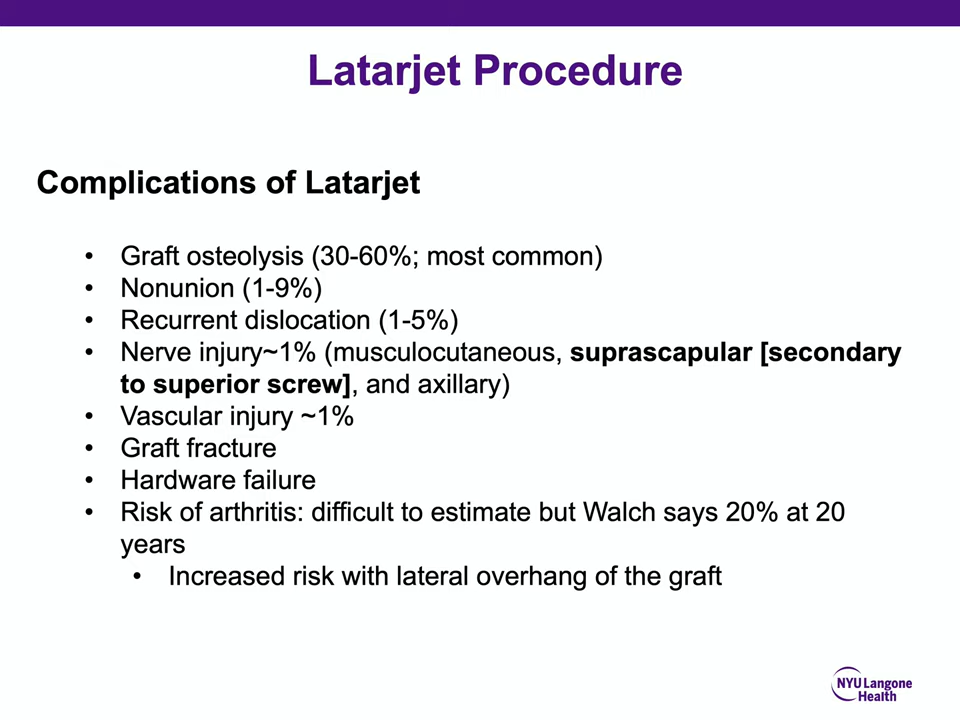 Latarjet Procedure
Complications of Latarjet
• Graft osteolysis (30-60%; most common)
• Nonunion (1-9%)
• Recurrent dislocation (1-5%)
• Nerve injury~1% (musculocutaneous, suprascapular [secondary
to superior screw], and axillary)
• Vascular injury ~1%
• Graft fracture
• Hardware failure
• Risk of arthritis: difficult to estimate but Walch says 20% at 20
years
• Increased risk with lateral overhang of the graft
NYU Langone
Health